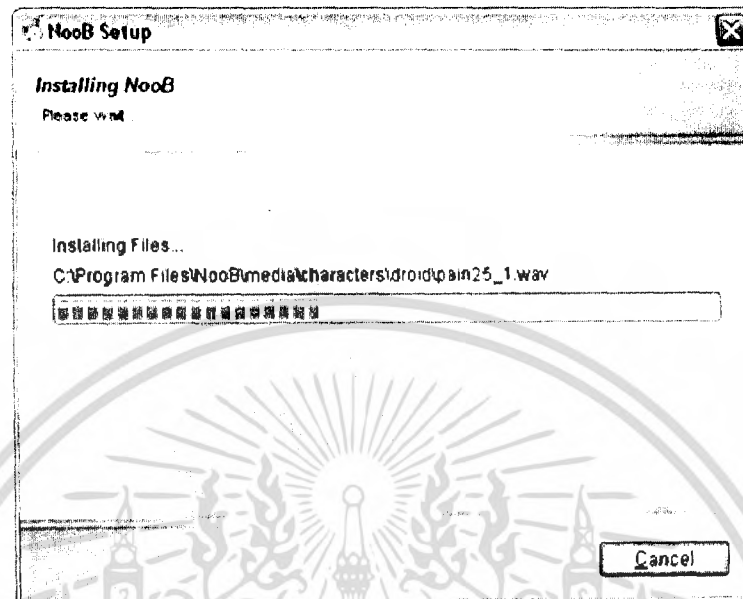 NooB Setup
Installing NooB
Please wait...
Installing Files...
C:\Program Files\NooB\media\characters\droid\pain25_1.wav
Cancel